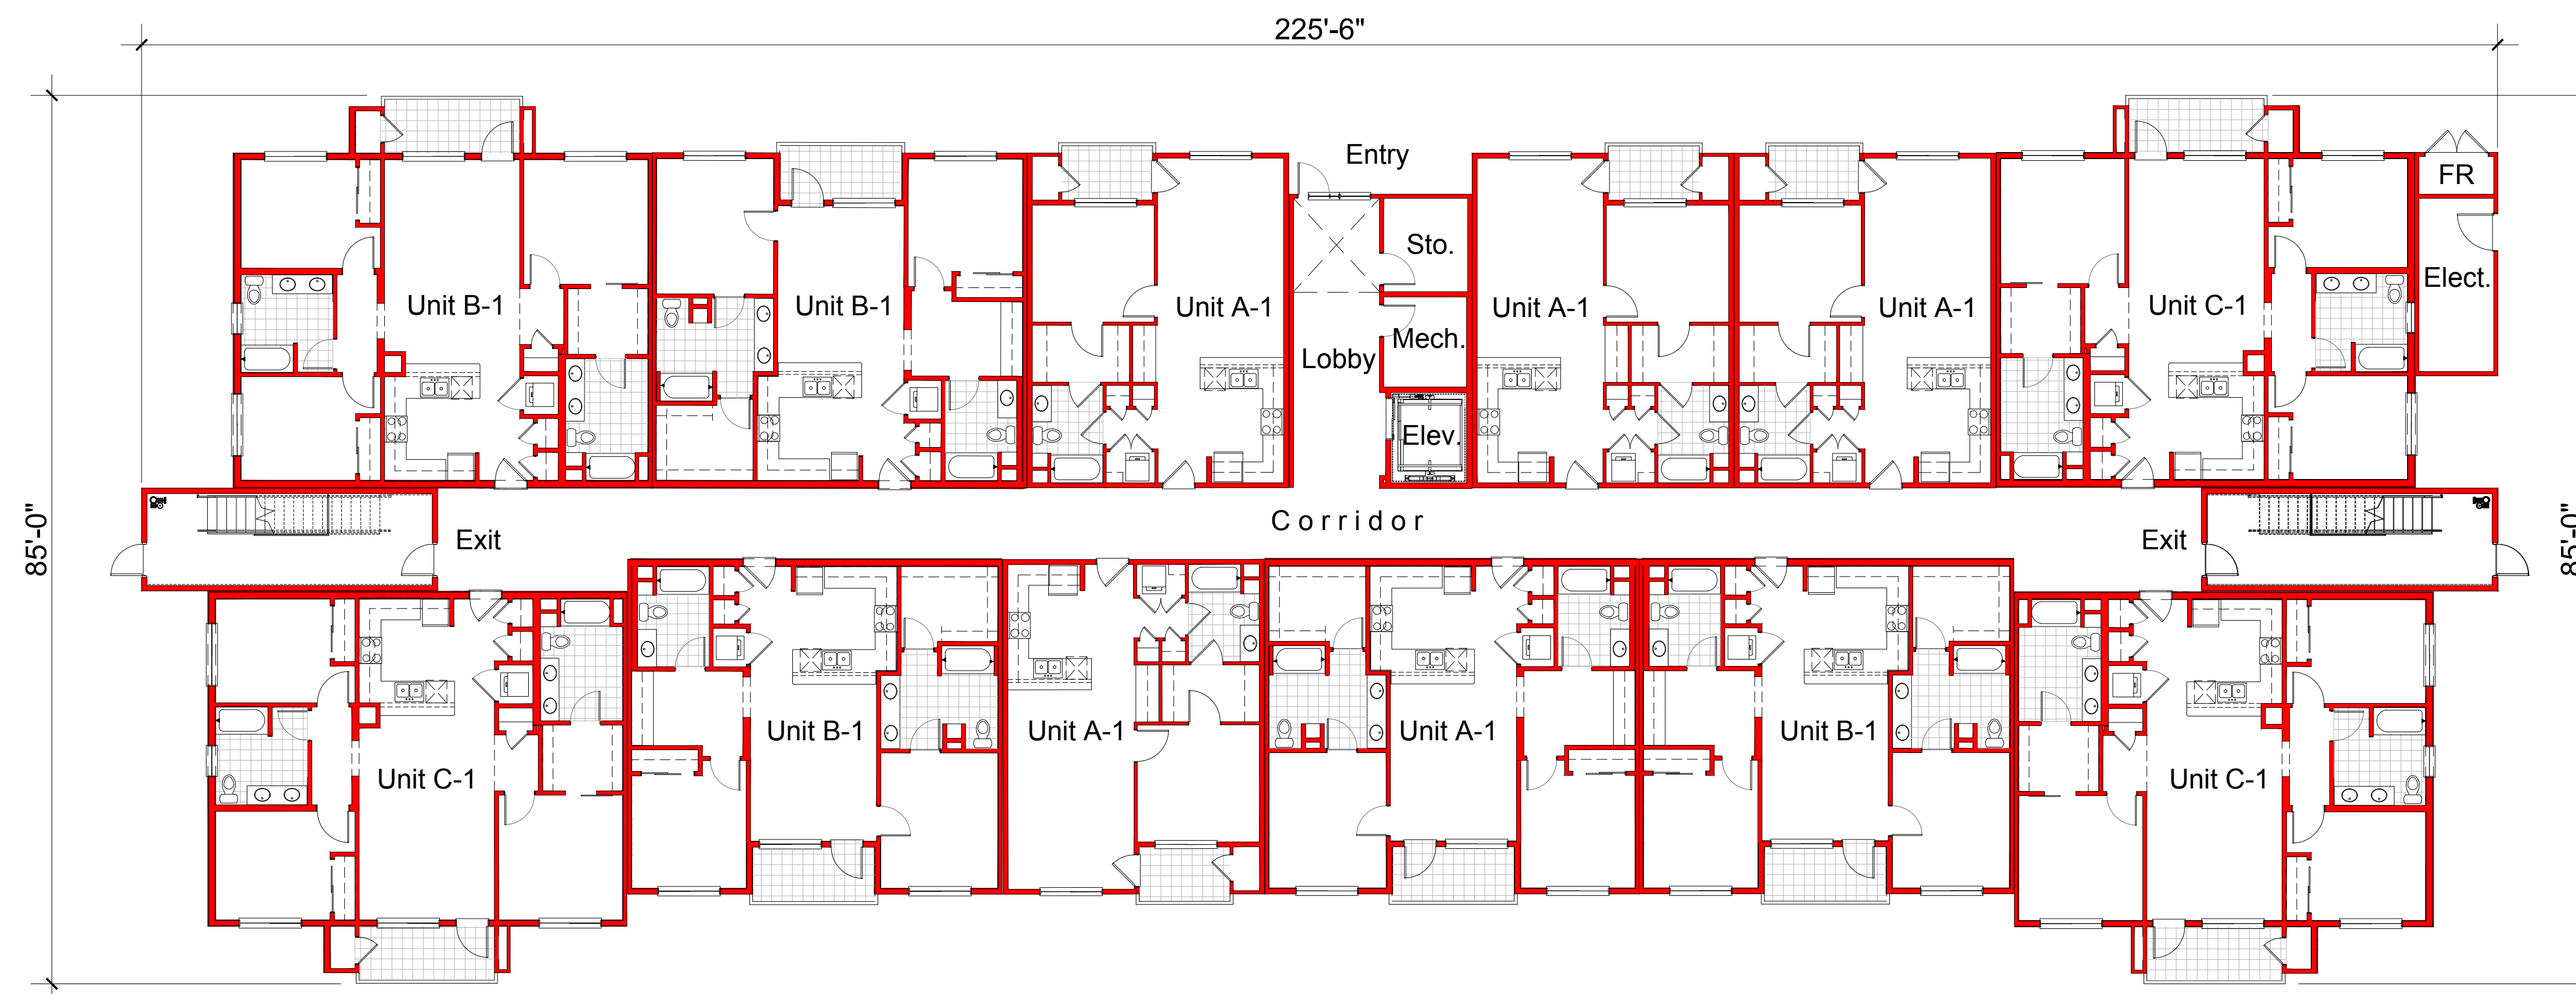 225'-6"
Entry
FR
Sto.
Elect.
Unit B-1
Unit B-1
Unit A-1
Unit A-1
Unit A-1
Unit C-1
Mech.
Lobby
Elev.
Corridor
85'-0"
Exit
Exit
85'-0"
Unit B-1
Unit A-1
Unit A-1
Unit B-1
Unit C-1
Unit C-1